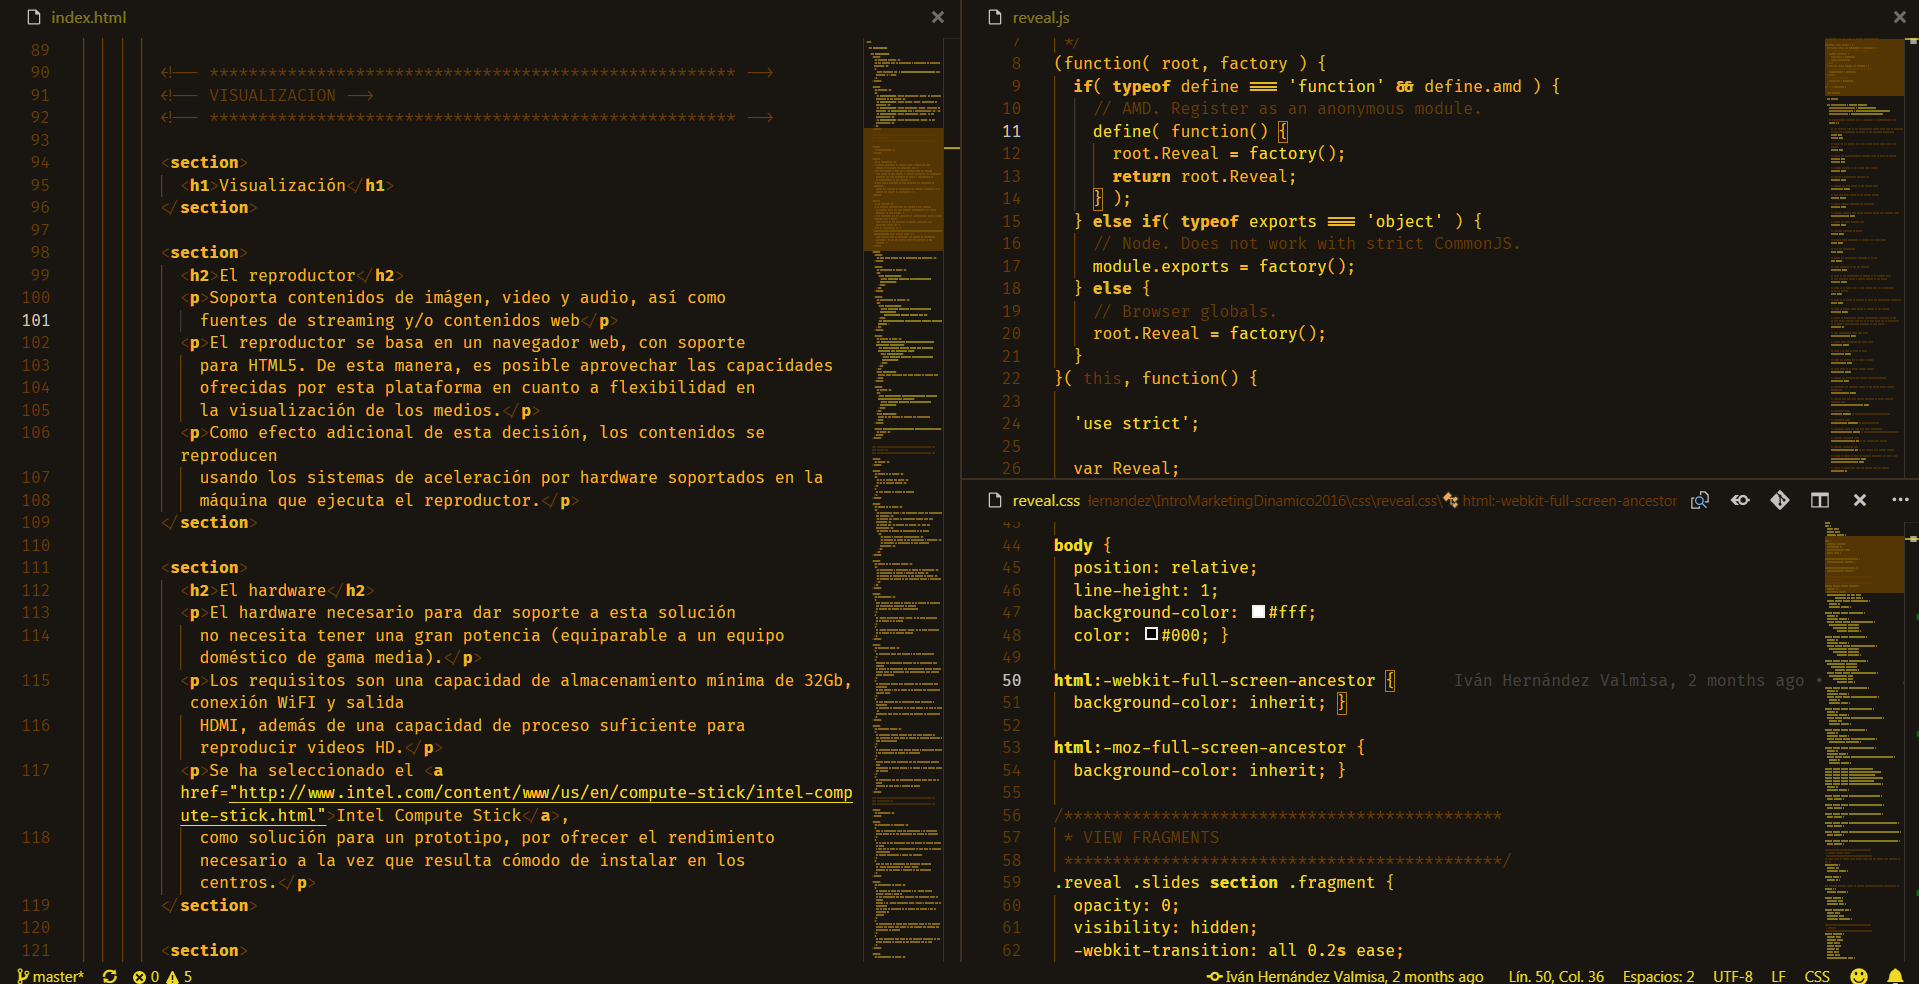 index.html
89
90 <!-- ****************************************************** -->
91 <!-- VISUALIZACION -->
92 <!-- ****************************************************** -->
93
94 <section>
95 <h1>Visualización</h1>
96 </section>
97
98 <section>
99 <h2>El reproductor</h2>
100 <p>Soporta contenidos de imágen, video y audio, así como
101 fuentes de streaming y/o contenidos web</p>
102 <p>El reproductor se basa en un navegador web, con soporte
103 para HTML5. De esta manera, es posible aprovechar las capacidades
104 ofrecidas por esta plataforma en cuanto a flexibilidad en
105 la visualización de los medios.</p>
106 <p>Como efecto adicional de esta decisión, los contenidos se
reproducen
107 usando los sistemas de aceleración por hardware soportados en la
108 máquina que ejecuta el reproductor.</p>
109 </section>
110
111 <section>
112 <h2>El hardware</h2>
113 <p>El hardware necesario para dar soporte a esta solución
114 no necesita tener una gran potencia (equiparable a un equipo
doméstico de gama media).</p>
115 <p>Los requisitos son una capacidad de almacenamiento mínima de 32Gb,
conexión WiFI y salida
116 HDMI, además de una capacidad de proceso suficiente para
reproducir videos HD.</p>
117 <p>Se ha seleccionado el <a
href="http://www.intel.com/content/www/us/en/compute-stick/intel-comp
ute-stick.html">Intel Compute Stick</a>,
118 como solución para un prototipo, por ofrecer el rendimiento
necesario a la vez que resulta cómodo de instalar en los
centros.</p>
119 </section>
120
121 <section>
reveal.js
7 */
8 (function( root, factory ) {
9 if( typeof define === 'function' && define.amd ) {
10 // AMD. Register as an anonymous module.
11 define( function() {
12 root.Reveal = factory();
13 return root.Reveal;
14 } );
15 } else if( typeof exports === 'object' ) {
16 // Node. Does not work with strict CommonJS.
17 module.exports = factory();
18 } else {
19 // Browser globals.
20 root.Reveal = factory();
21 }
22 }( this, function() {
23
24 'use strict';
25
26 var Reveal;
reveal.css lernandez\IntroMarketingDinamico2016\css\reveal.css\ html:-webkit-full-screen-ancestor ···
43
44 body {
45 position: relative;
46 line-height: 1;
47 background-color: #fff;
48 color: #000; }
49
50 html:-webkit-full-screen-ancestor { Iván Hernández Valmisa, 2 months ago •
51 background-color: inherit; }
52
53 html:-moz-full-screen-ancestor {
54 background-color: inherit; }
55
56 /*********************************************
57 * VIEW FRAGMENTS
58 *********************************************/
59 .reveal .slides section .fragment {
60 opacity: 0;
61 visibility: hidden;
62 -webkit-transition: all 0.2s ease;
master* 0 5 Iván Hernández Valmisa, 2 months ago Lín. 50, Col. 36 Espacios: 2 UTF-8 LF CSS